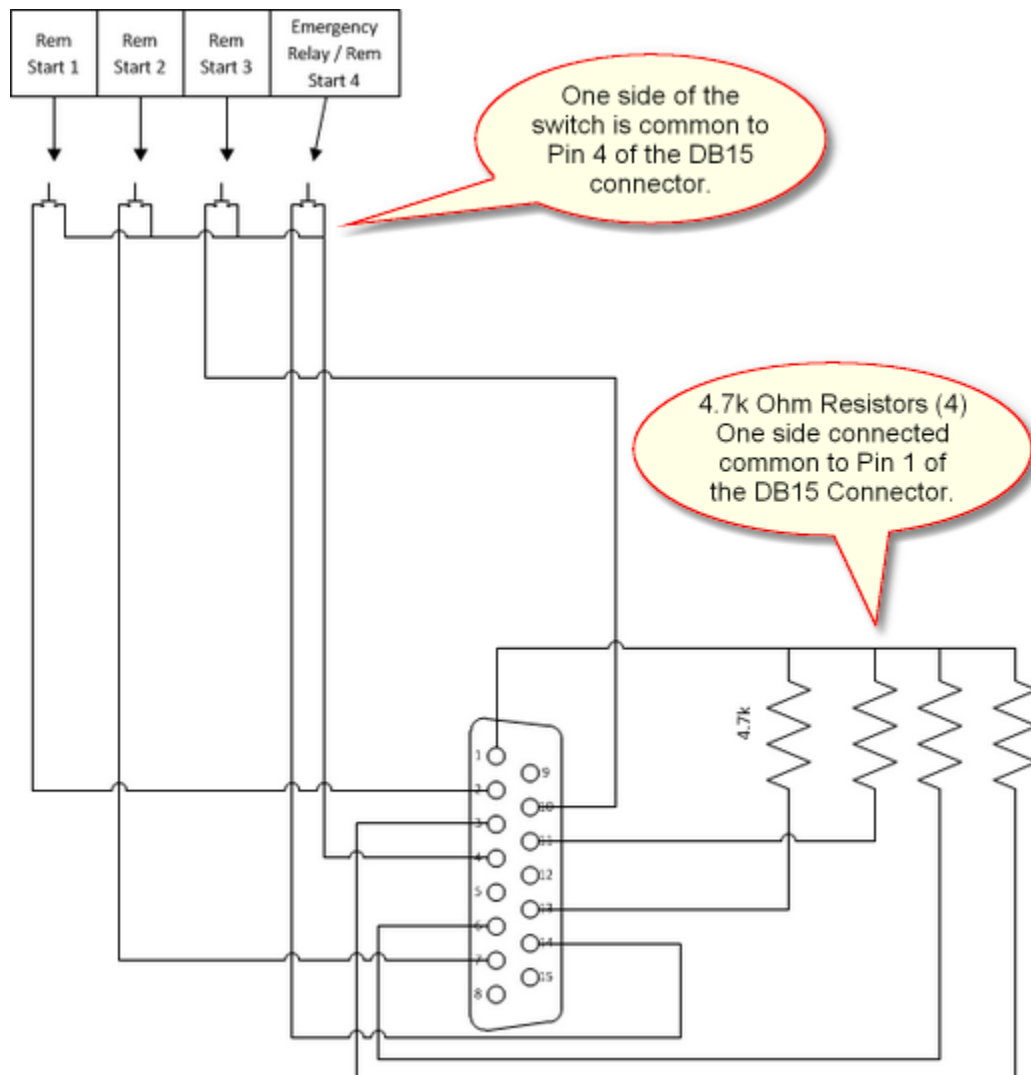 Rem
Start 1
Rem
Start 2
Rem
Start 3
Emergency
Relay / Rem
Start 4
One side of the
switch is common to
Pin 4 of the DB15
connector.
4.7k Ohm Resistors (4)
One side connected
common to Pin 1 of
the DB15 Connector.
4.7k
1
9
2
10
3
11
4
12
5
13
6
14
7
15
8